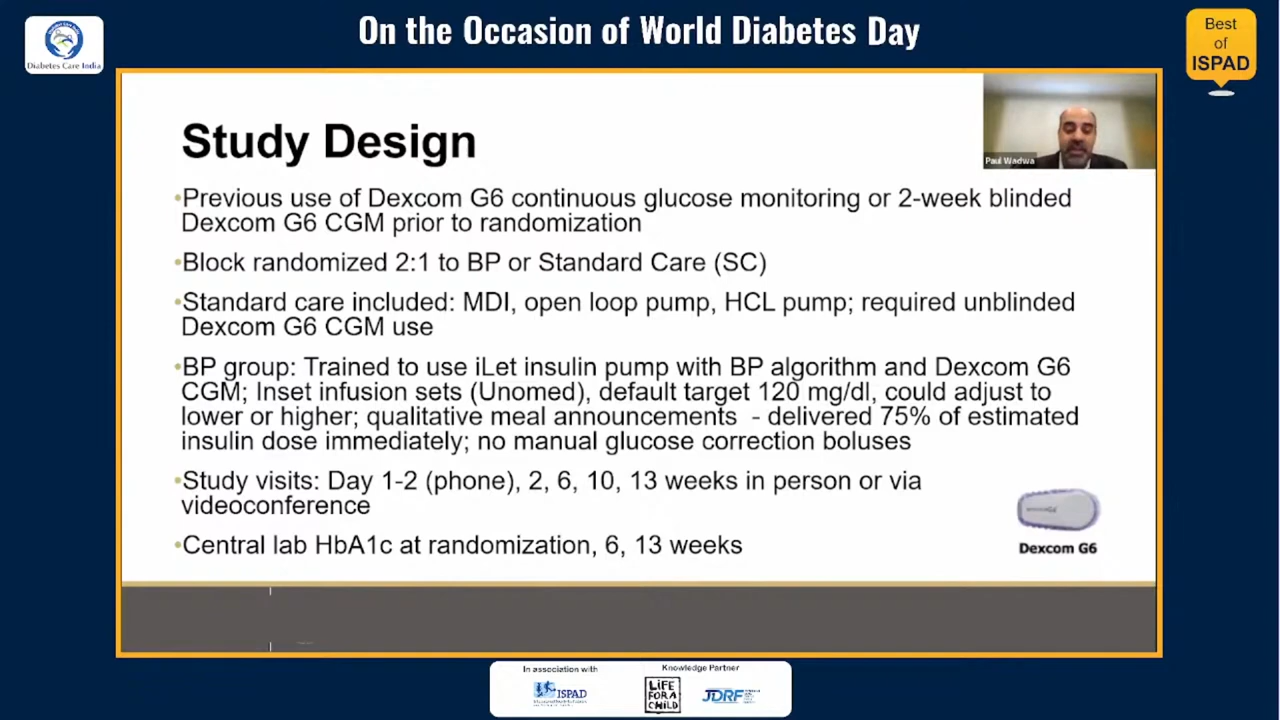 On the Occasion of World Diabetes Day
Diabetes Care India
Best
of
ISPAD
Paul Wadwa
Study Design
•Previous use of Dexcom G6 continuous glucose monitoring or 2-week blinded
Dexcom G6 CGM prior to randomization
•Block randomized 2:1 to BP or Standard Care (SC)
•Standard care included: MDI, open loop pump, HCL pump; required unblinded
Dexcom G6 CGM use
•BP group: Trained to use iLet insulin pump with BP algorithm and Dexcom G6
CGM; Inset infusion sets (Unomed), default target 120 mg/dl, could adjust to
lower or higher; qualitative meal announcements - delivered 75% of estimated
insulin dose immediately; no manual glucose correction boluses
•Study visits: Day 1-2 (phone), 2, 6, 10, 13 weeks in person or via
videoconference
•Central lab HbA1c at randomization, 6, 13 weeks
Dexcom G6
In association with
ISPAD
Knowledge Partner
LIFE
FOR A
CHILD
JDRF